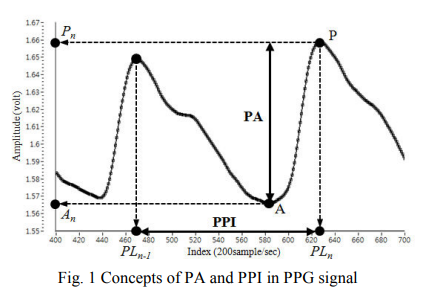 1.67
Pn
1.66
P
1.65
1.64
1.63
PA
1.62
1.61
1.60
1.59
1.58
1.57
1.56
A
An
1.55
PPI
400 420 440 460 480 500 520 540 560 580 600 620 640 660 680 700
PLn-1 Index (200sample/sec) PLn
Amplitude (volt)
Fig. 1 Concepts of PA and PPI in PPG signal